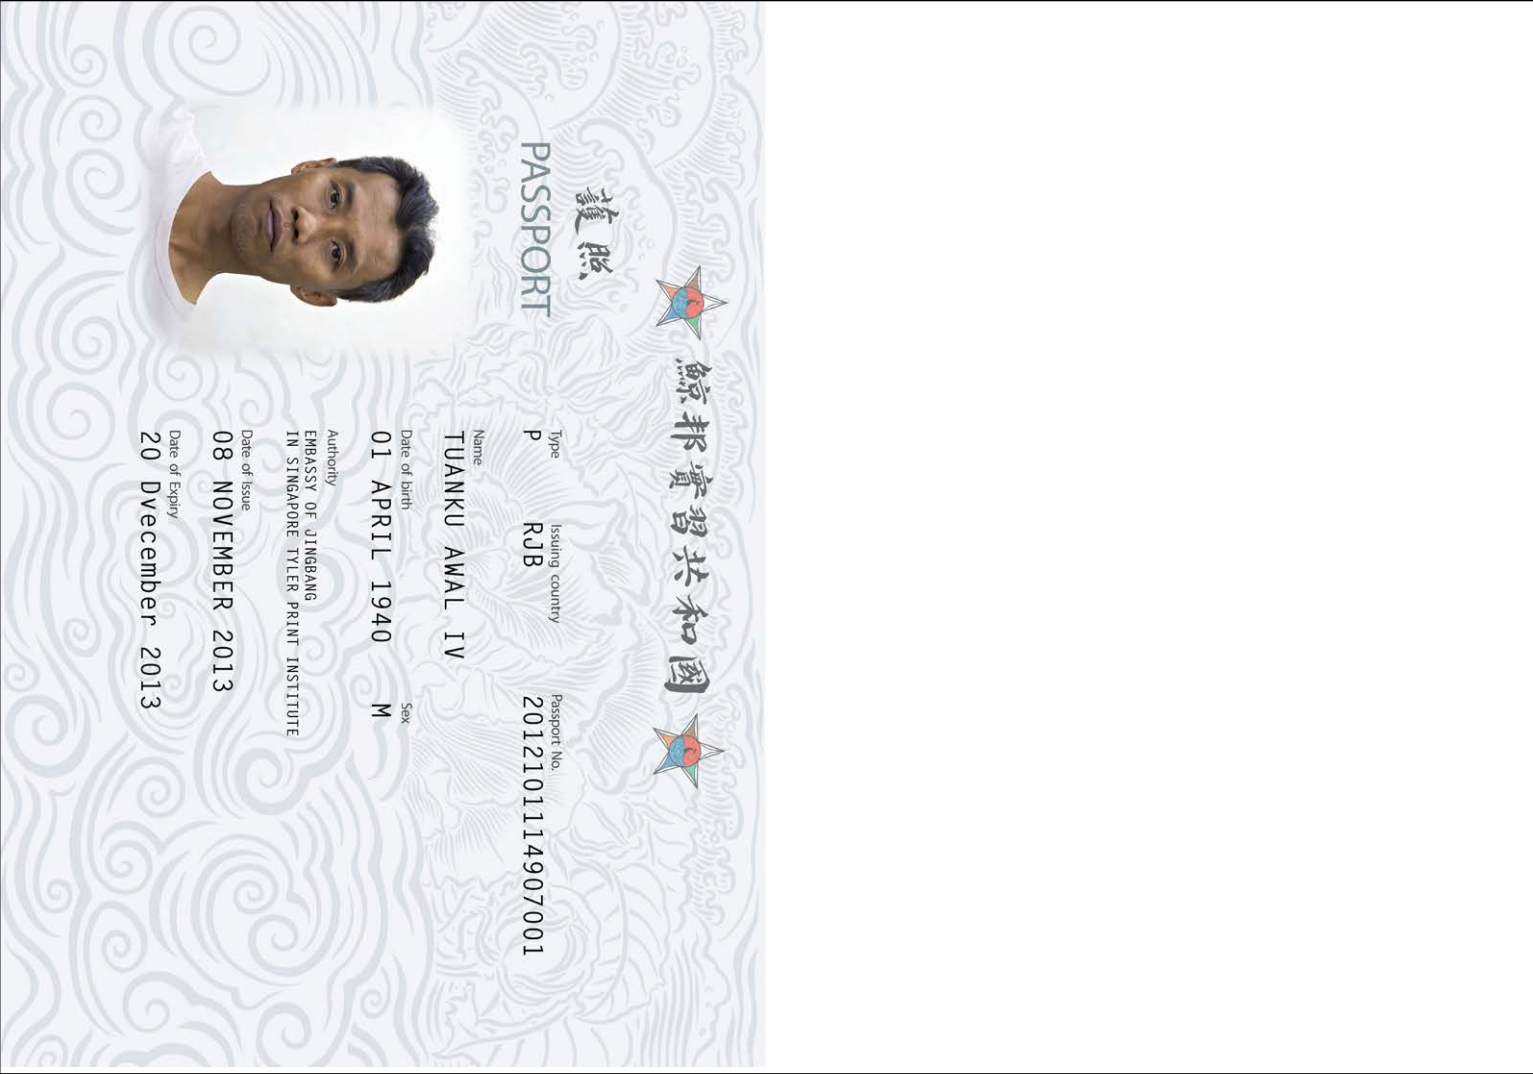 鯨邦實習共和國
護照
PASSPORT
Type
P
Issuing country
RJB
Passport No.
201210111490​7001
Name
TUANKU AWAL IV
Date of birth
01 APRIL 1940
Sex
M
Authority
EMBASSY OF JINGBANG
IN SINGAPORE TYLER PRINT INSTITUTE
Date of Issue
08 NOVEMBER 2013
Date of Expiry
20 Dvecember 2013